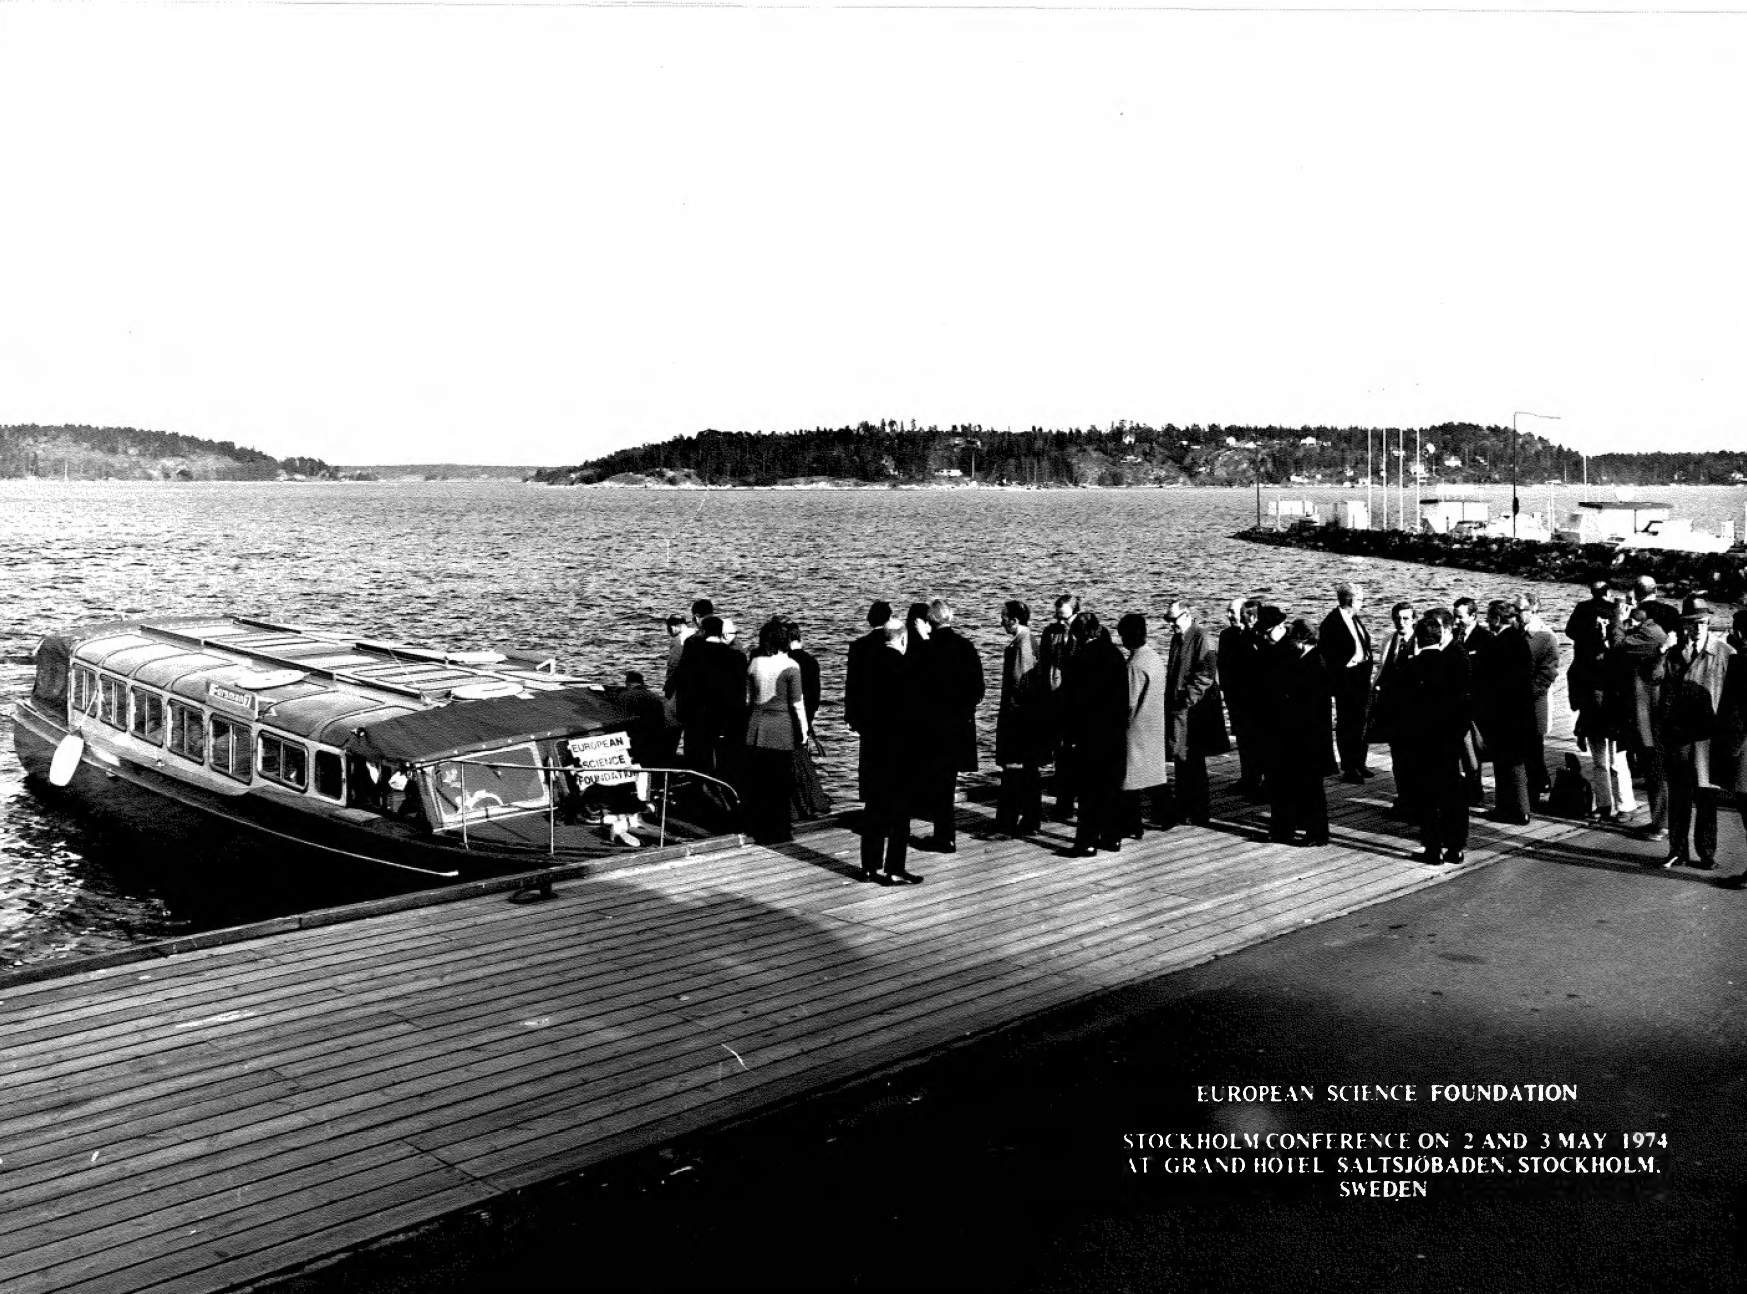 EUROPEAN
SCIENCE
FOUNDATION
EUROPEAN SCIENCE FOUNDATION
STOCKHOLM CONFERENCE ON 2 AND 3 MAY 1974
AT GRAND HOTEL SALTSJÖBADEN, STOCKHOLM,
SWEDEN